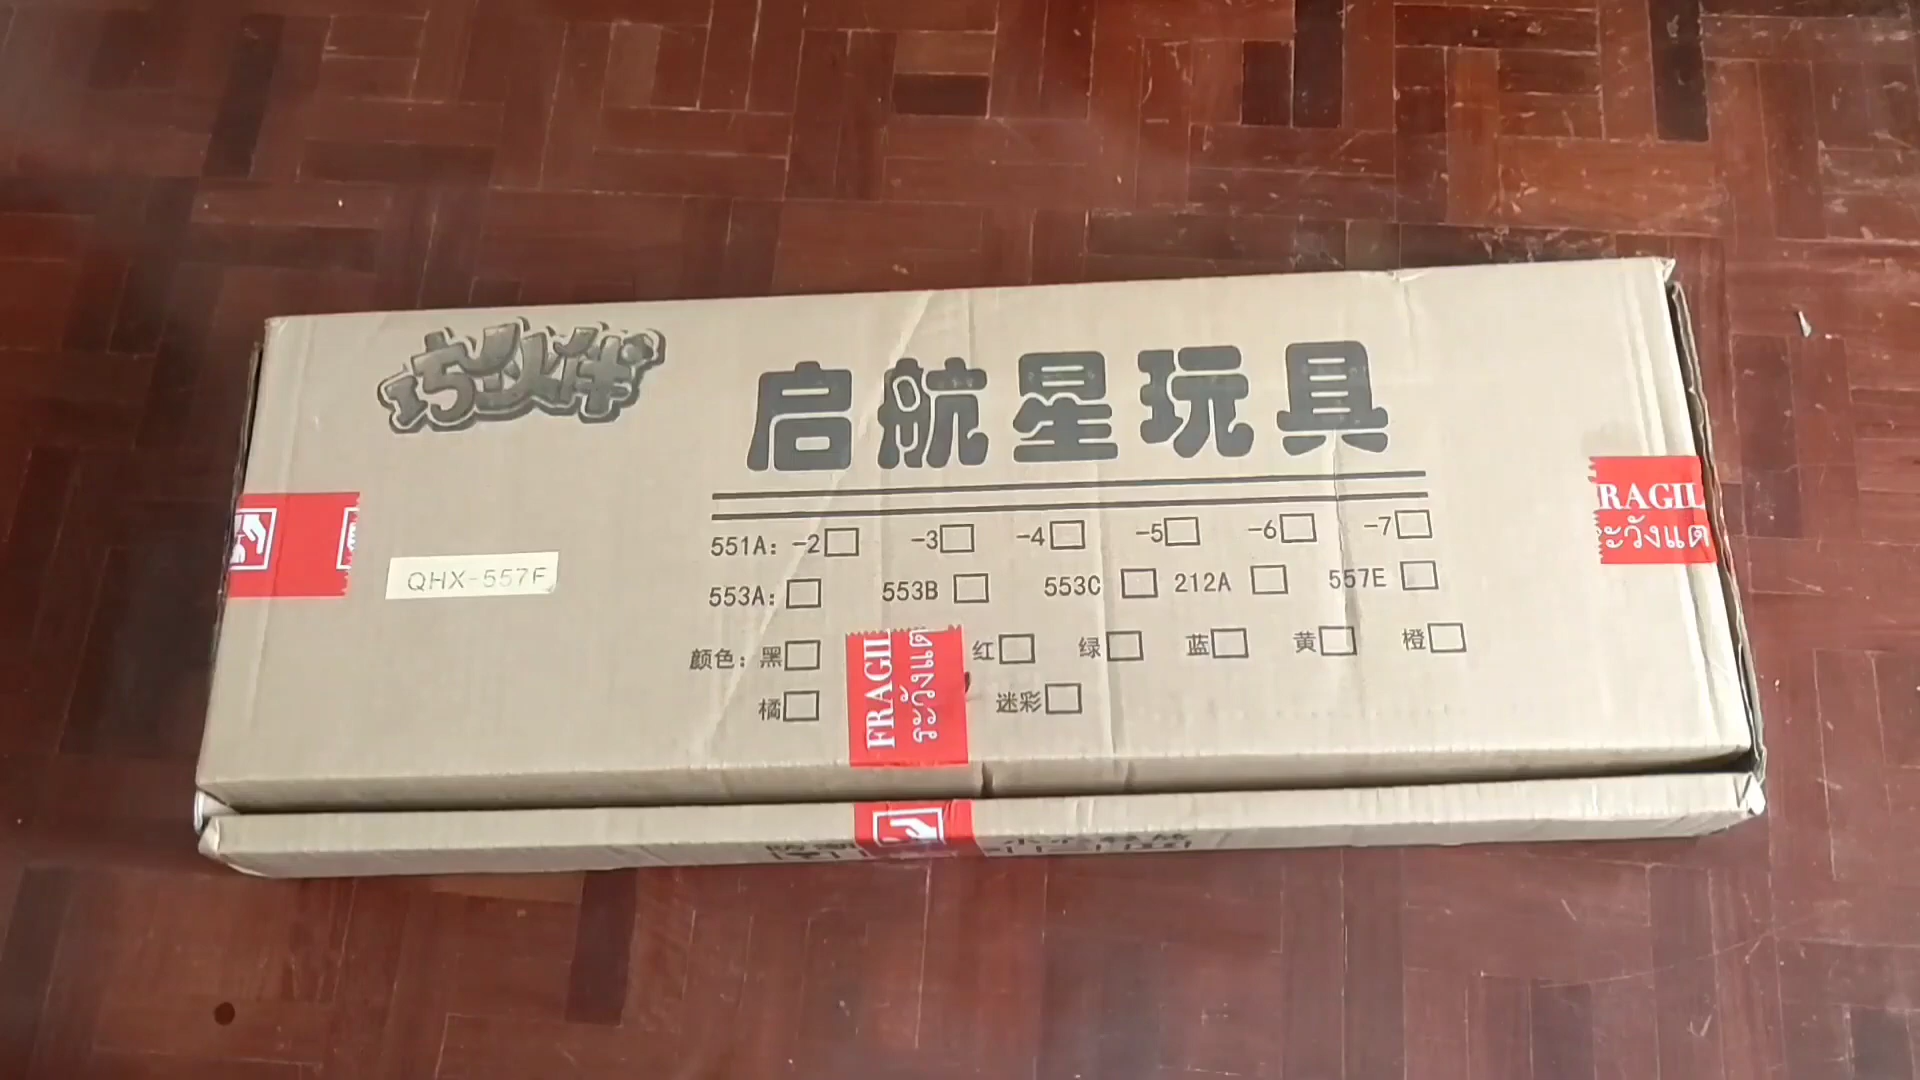 巧伙伴
启航星玩具
551A: -2□ -3□ -4□ -5□ -6□ -7□
QHX-557F
553A: □ 553B □ 553C □ 212A □ 557E □
颜色: 黑□ 红□ 绿□ 蓝□ 黄□ 橙□
橘□ 迷彩□
RAGIL
ะวังแต
FRAGIL
ระวังแต